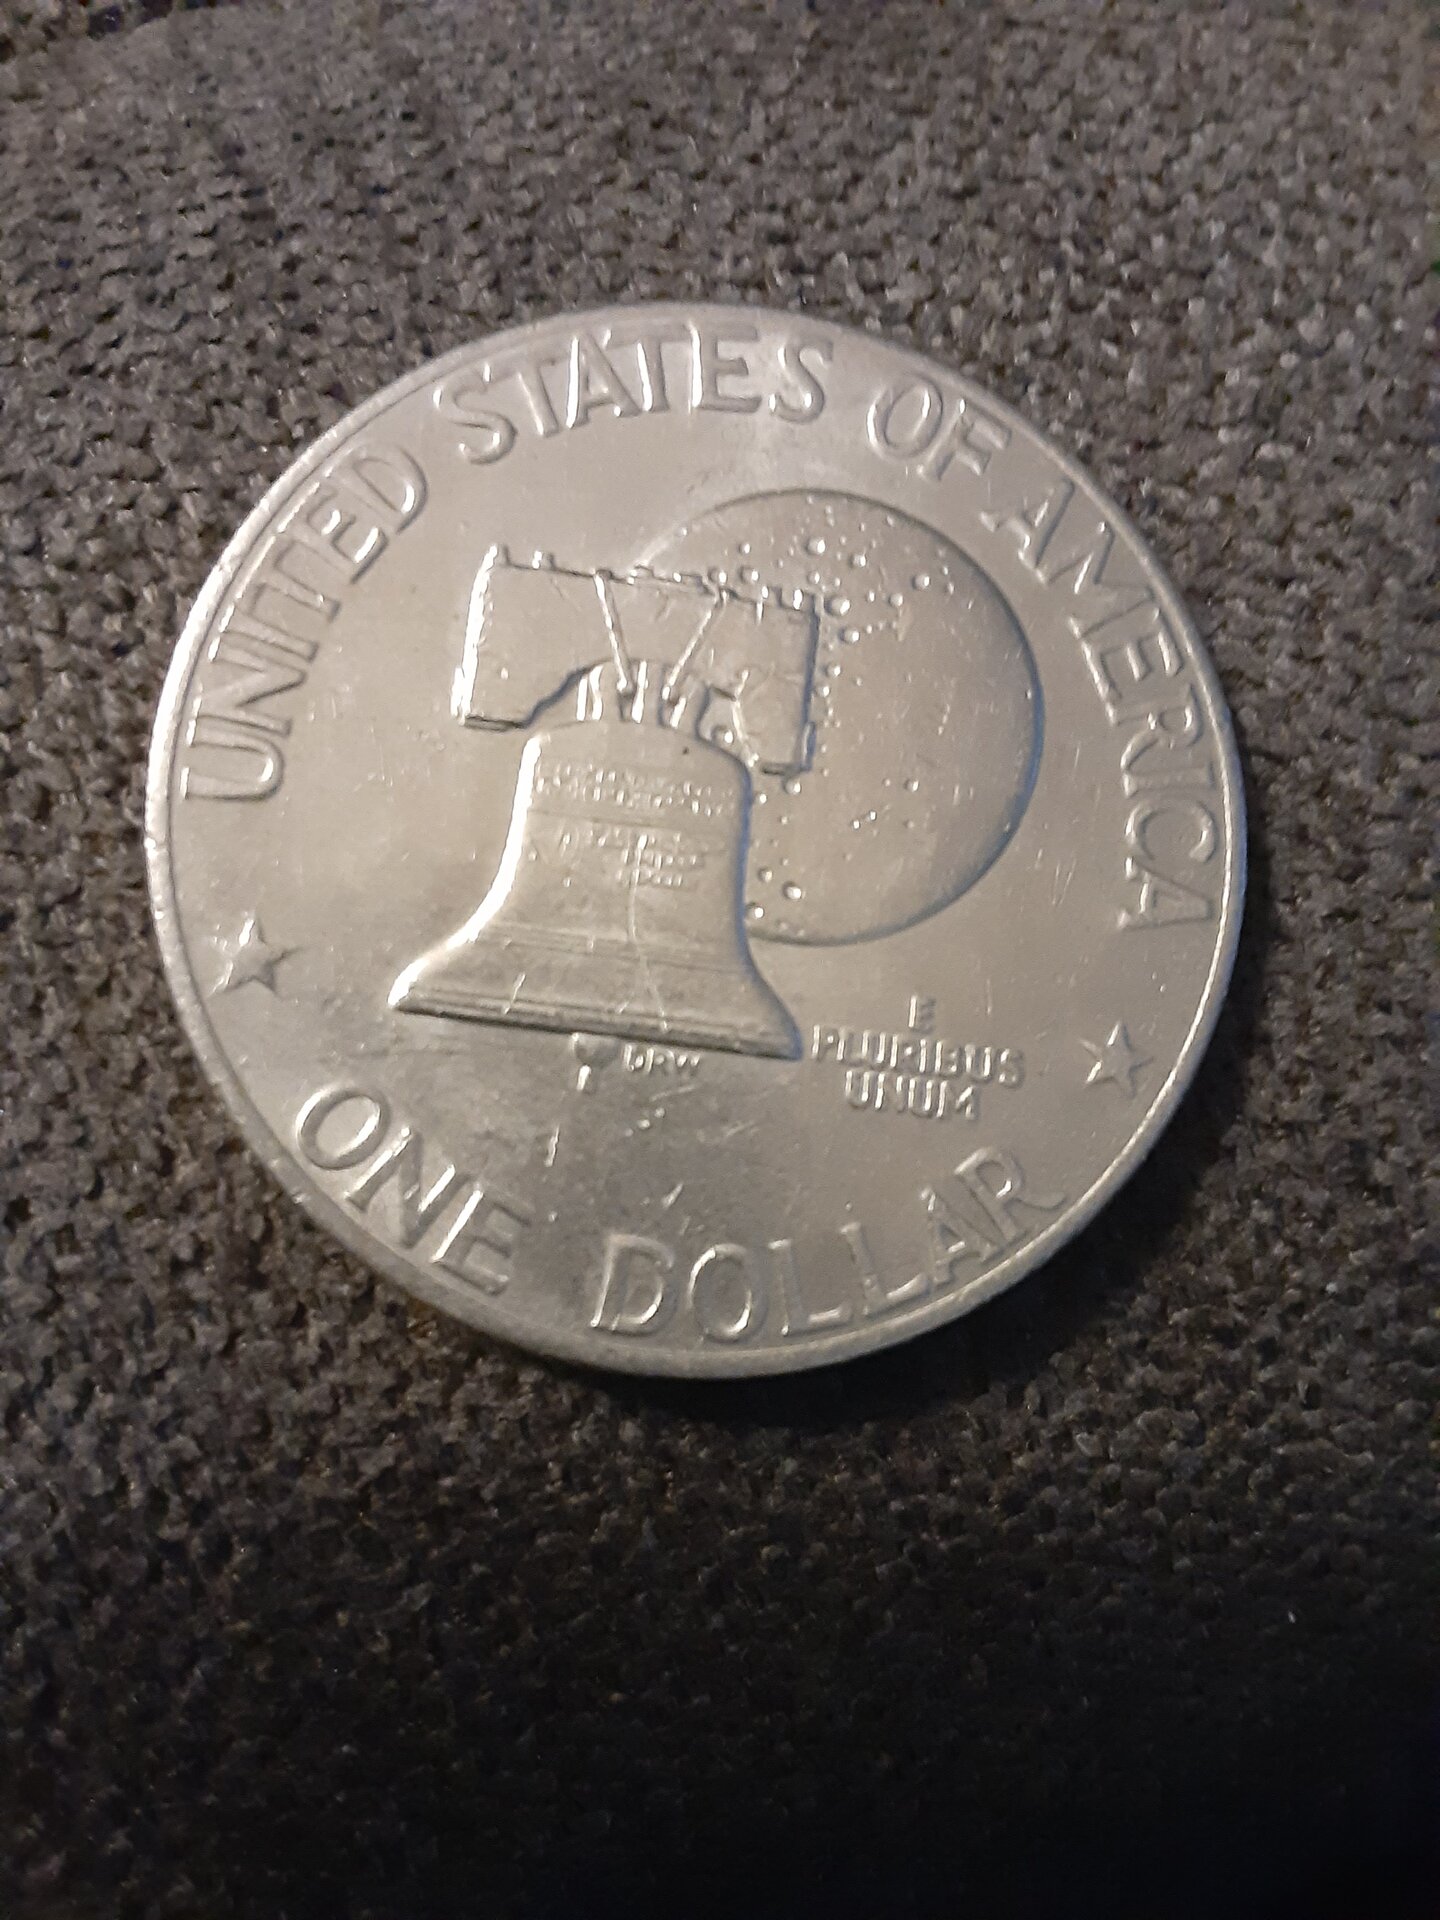 UNITED STATES OF AMERICA
E
PLURIBUS
UNUM
DRW
ONE DOLLAR